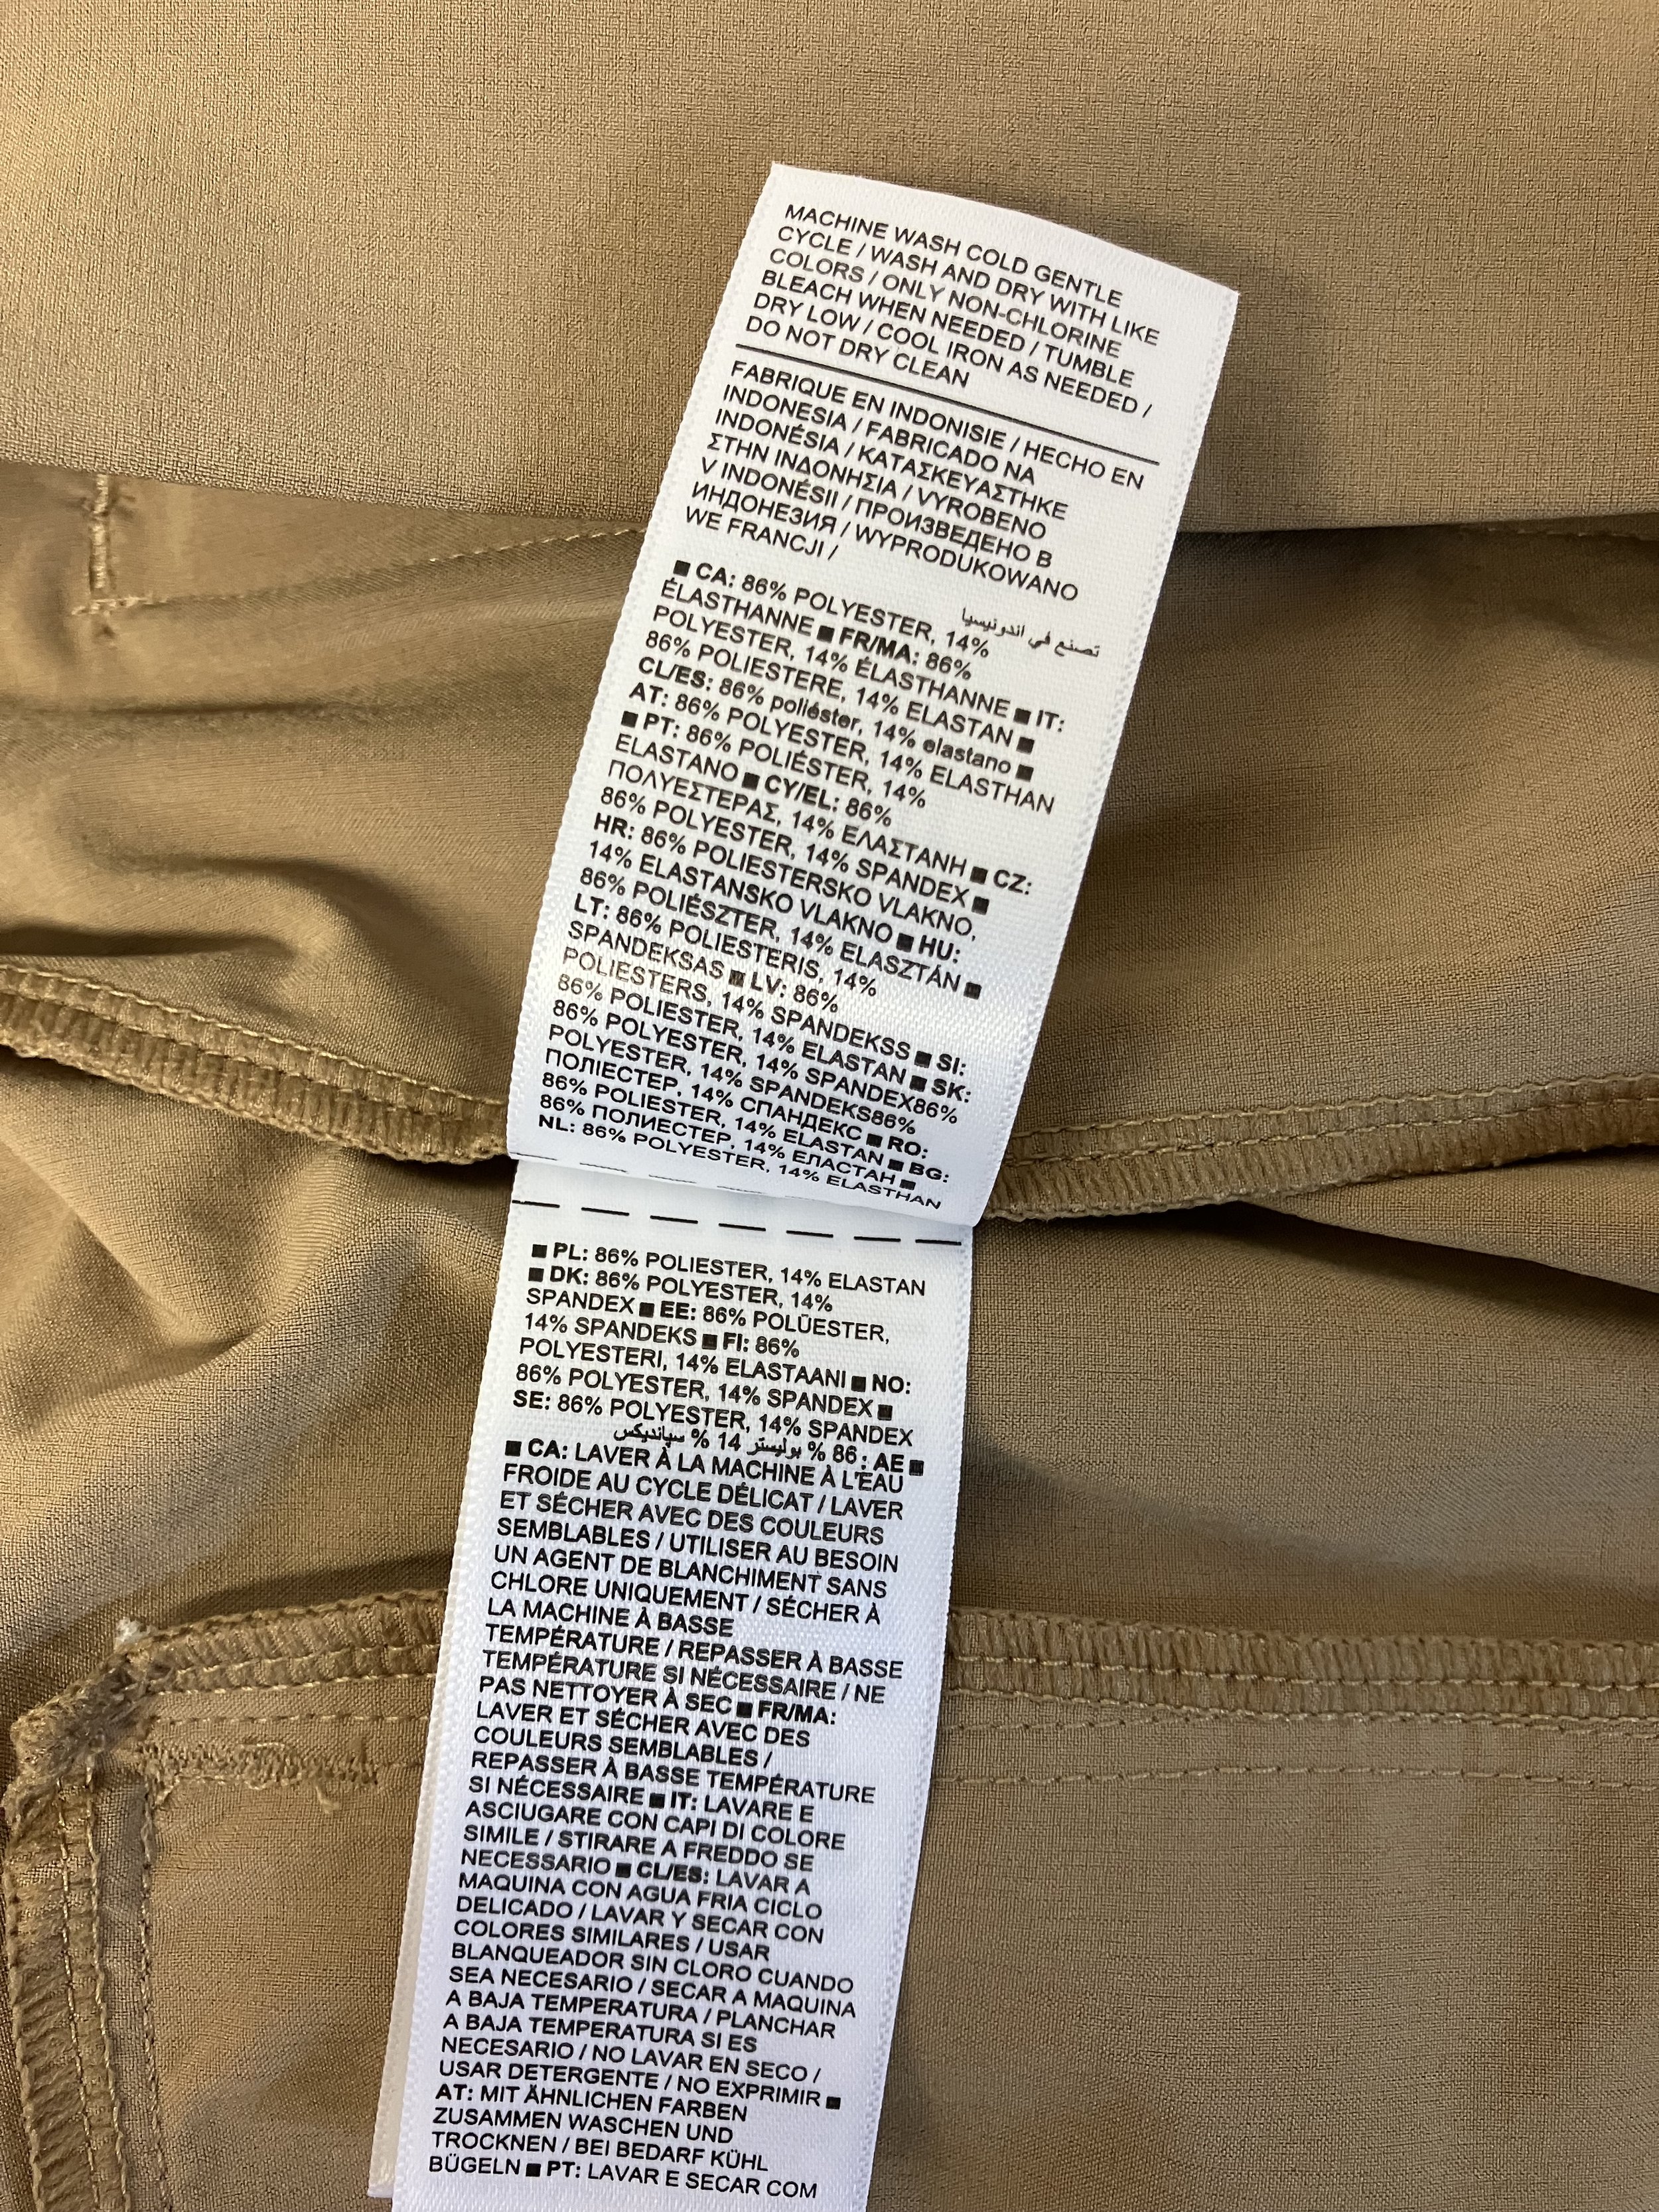 MACHINE WASH COLD GENTLE
CYCLE / WASH AND DRY WITH LIKE
COLORS / ONLY NON-CHLORINE
BLEACH WHEN NEEDED / TUMBLE
DRY LOW / COOL IRON AS NEEDED /
DO NOT DRY CLEAN
FABRIQUE EN INDONISIE / HECHO EN
INDONESIA / FABRICADO NA
INDONÉSIA / ΚΑΤΑΣΚΕΥΑΣΤΗΚΕ
ΣΤΗΝ ΙΝΔΟΝΗΣΙΑ / VYROBENO
V INDONÉSII / ПРОИЗВЕДЕНО В
ИНДОНЕЗИЯ / WYPRODUKOWANO
WE FRANCJI /
تصنع في اندونيسيا
■ CA: 86% POLYESTER, 14%
ÉLASTHANNE ■ FR/MA: 86%
POLYESTER, 14% ÉLASTHANNE ■ IT:
86% POLIESTERE, 14% ELASTAN ■
CL/ES: 86% poliéster, 14% elastano ■
AT: 86% POLYESTER, 14% ELASTHAN
■ PT: 86% POLIÉSTER, 14%
ELASTANO ■ CY/EL: 86%
ΠΟΛΥΕΣΤΕΡΑΣ, 14% ΕΛΑΣΤΑΝΗ ■ CZ:
86% POLYESTER, 14% SPANDEX ■
HR: 86% POLIESTERSKO VLAKNO,
14% ELASTANSKO VLAKNO ■ HU:
86% POLIÉSZTER, 14% ELASZTÁN ■
LT: 86% POLIESTERIS, 14%
SPANDEKSAS ■ LV: 86%
POLIESTERS, 14% SPANDEKSS ■ SI:
86% POLIESTER, 14% ELASTAN ■ SK:
86% POLYESTER, 14% SPANDEX86%
POLYESTER, 14% SPANDEKS86%
ПОЛІЕСТЕР, 14% СПАНДЕКС ■ RO:
86% POLIESTER, 14% ELASTAN ■ BG:
86% ПОЛИЕСТЕР, 14% ЕЛАСТАН ■
NL: 86% POLYESTER, 14% ELASTHAN
■ PL: 86% POLIESTER, 14% ELASTAN
■ DK: 86% POLYESTER, 14%
SPANDEX ■ EE: 86% POLÜESTER,
14% SPANDEKS ■ FI: 86%
POLYESTERI, 14% ELASTAANI ■ NO:
86% POLYESTER, 14% SPANDEX ■
SE: 86% POLYESTER, 14% SPANDEX
■ AE : 86 % بوليستر 14 % سپانديكس
■ CA: LAVER À LA MACHINE À L'EAU
FROIDE AU CYCLE DÉLICAT / LAVER
ET SÉCHER AVEC DES COULEURS
SEMBLABLES / UTILISER AU BESOIN
UN AGENT DE BLANCHIMENT SANS
CHLORE UNIQUEMENT / SÉCHER À
LA MACHINE À BASSE
TEMPÉRATURE / REPASSER À BASSE
TEMPÉRATURE SI NÉCESSAIRE / NE
PAS NETTOYER À SEC ■ FR/MA:
LAVER ET SÉCHER AVEC DES
COULEURS SEMBLABLES /
REPASSER À BASSE TEMPÉRATURE
SI NÉCESSAIRE ■ IT: LAVARE E
ASCIUGARE CON CAPI DI COLORE
SIMILE / STIRARE A FREDDO SE
NECESSARIO ■ CL/ES: LAVAR A
MAQUINA CON AGUA FRIA CICLO
DELICADO / LAVAR Y SECAR CON
COLORES SIMILARES / USAR
BLANQUEADOR SIN CLORO CUANDO
SEA NECESARIO / SECAR A MAQUINA
A BAJA TEMPERATURA / PLANCHAR
A BAJA TEMPERATURA SI ES
NECESARIO / NO LAVAR EN SECO /
USAR DETERGENTE / NO EXPRIMIR ■
AT: MIT ÄHNLICHEN FARBEN
ZUSAMMEN WASCHEN UND
TROCKNEN / BEI BEDARF KÜHL
BÜGELN ■ PT: LAVAR E SECAR COM